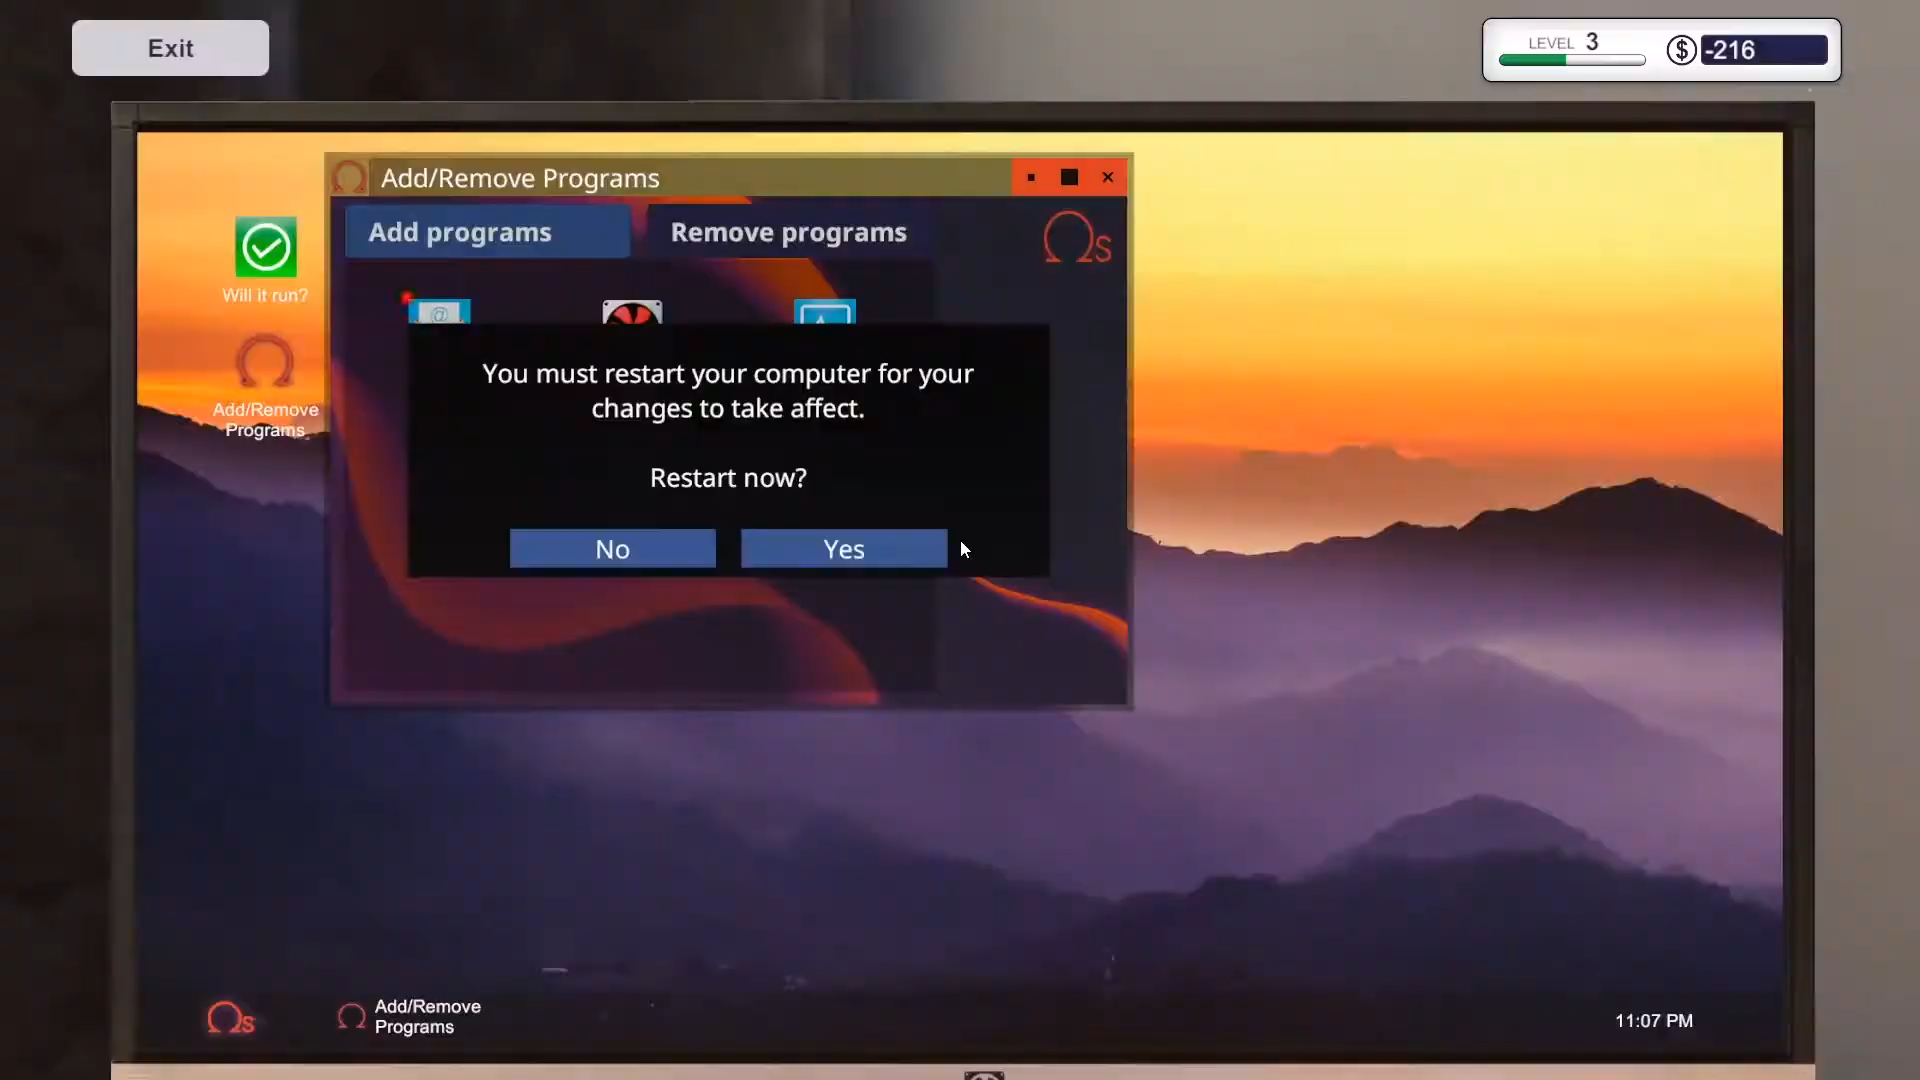 Exit
LEVEL 3
$ -216
Add/Remove Programs
Add programs
Remove programs
Ωs
Will it run?
@
You must restart your computer for your
changes to take affect.
Restart now?
Add/Remove
Programs
No
Yes
Ωs
Add/Remove
Programs
11:07 PM